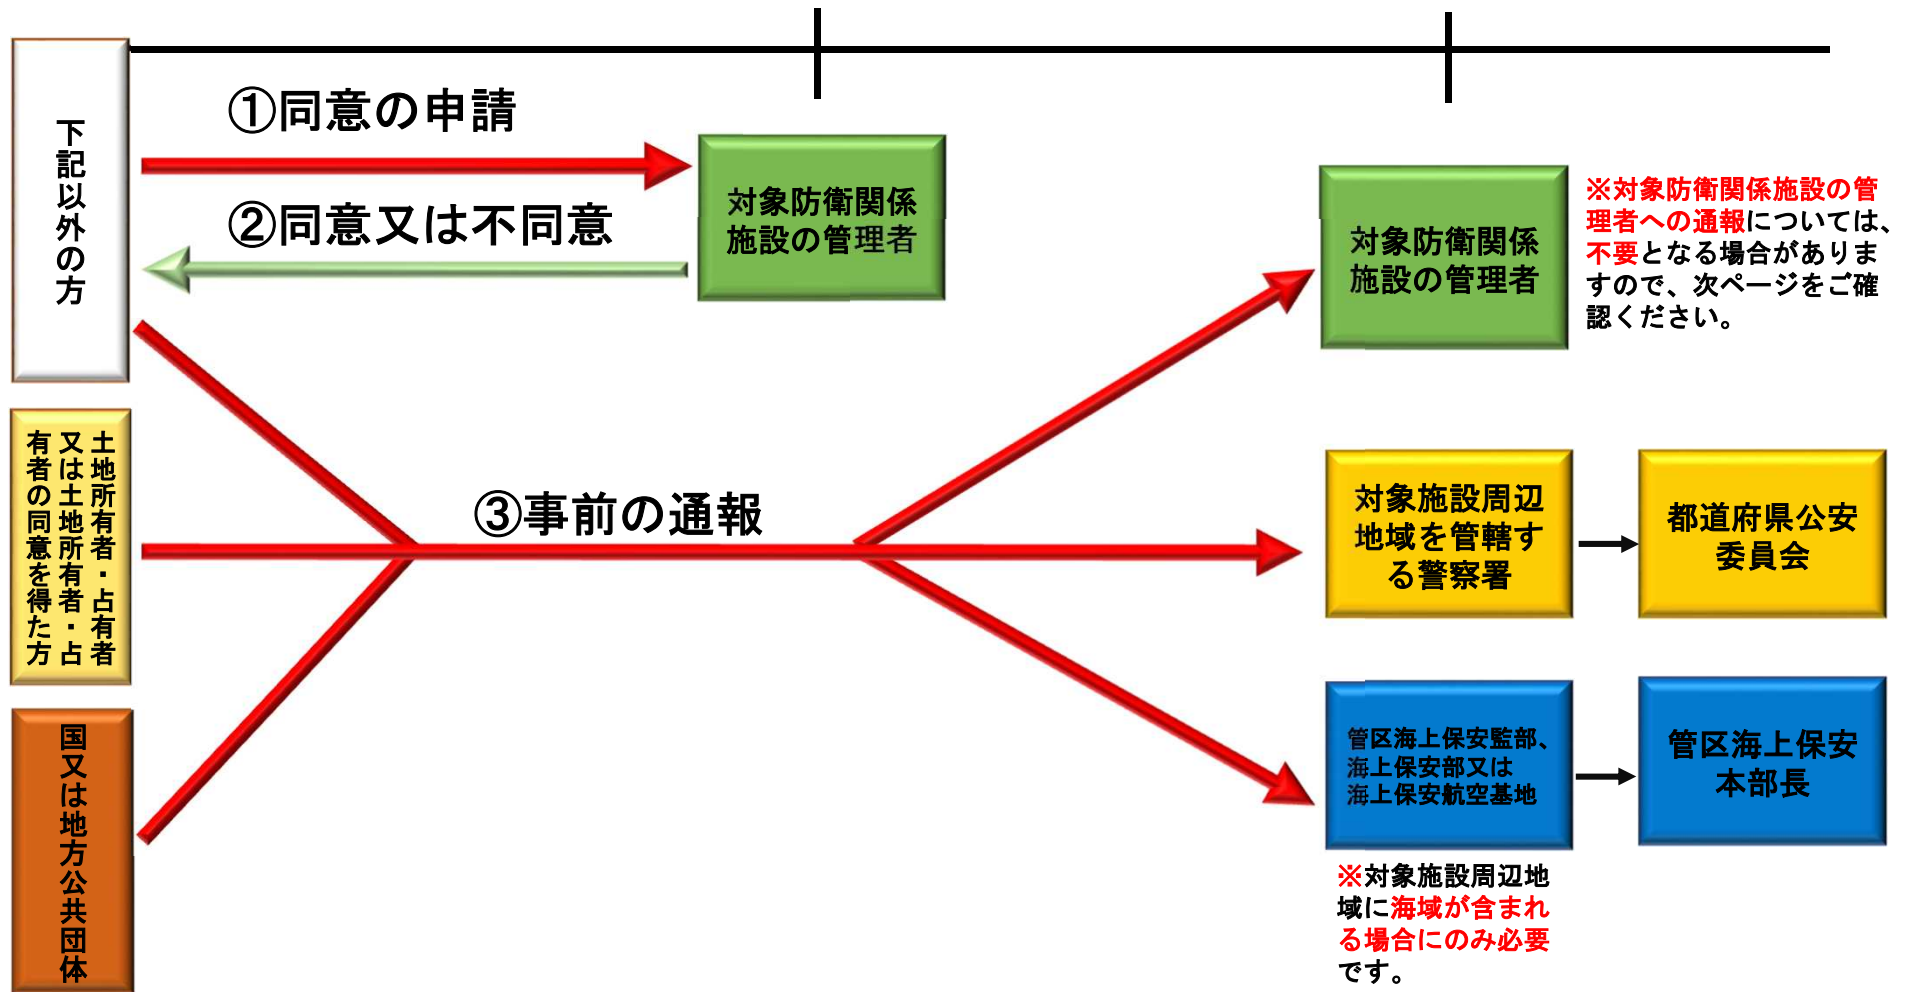 下記以外の方
①同意の申請
②同意又は不同意
対象防衛関係
施設の管理者
対象防衛関係
施設の管理者
※対象防衛関係施設の管
理者への通報については、
不要となる場合がありま
すので、次ページをご確
認ください。
土地所有者・占有者
又は土地所有者・占
有者の同意を得た方
③事前の通報
対象施設周辺
地域を管轄す
る警察署
都道府県公安
委員会
国又は地方公共団体
管区海上保安監部、
海上保安部又は
海上保安航空基地
管区海上保安
本部長
※対象施設周辺地
域に海域が含まれ
る場合にのみ必要
です。